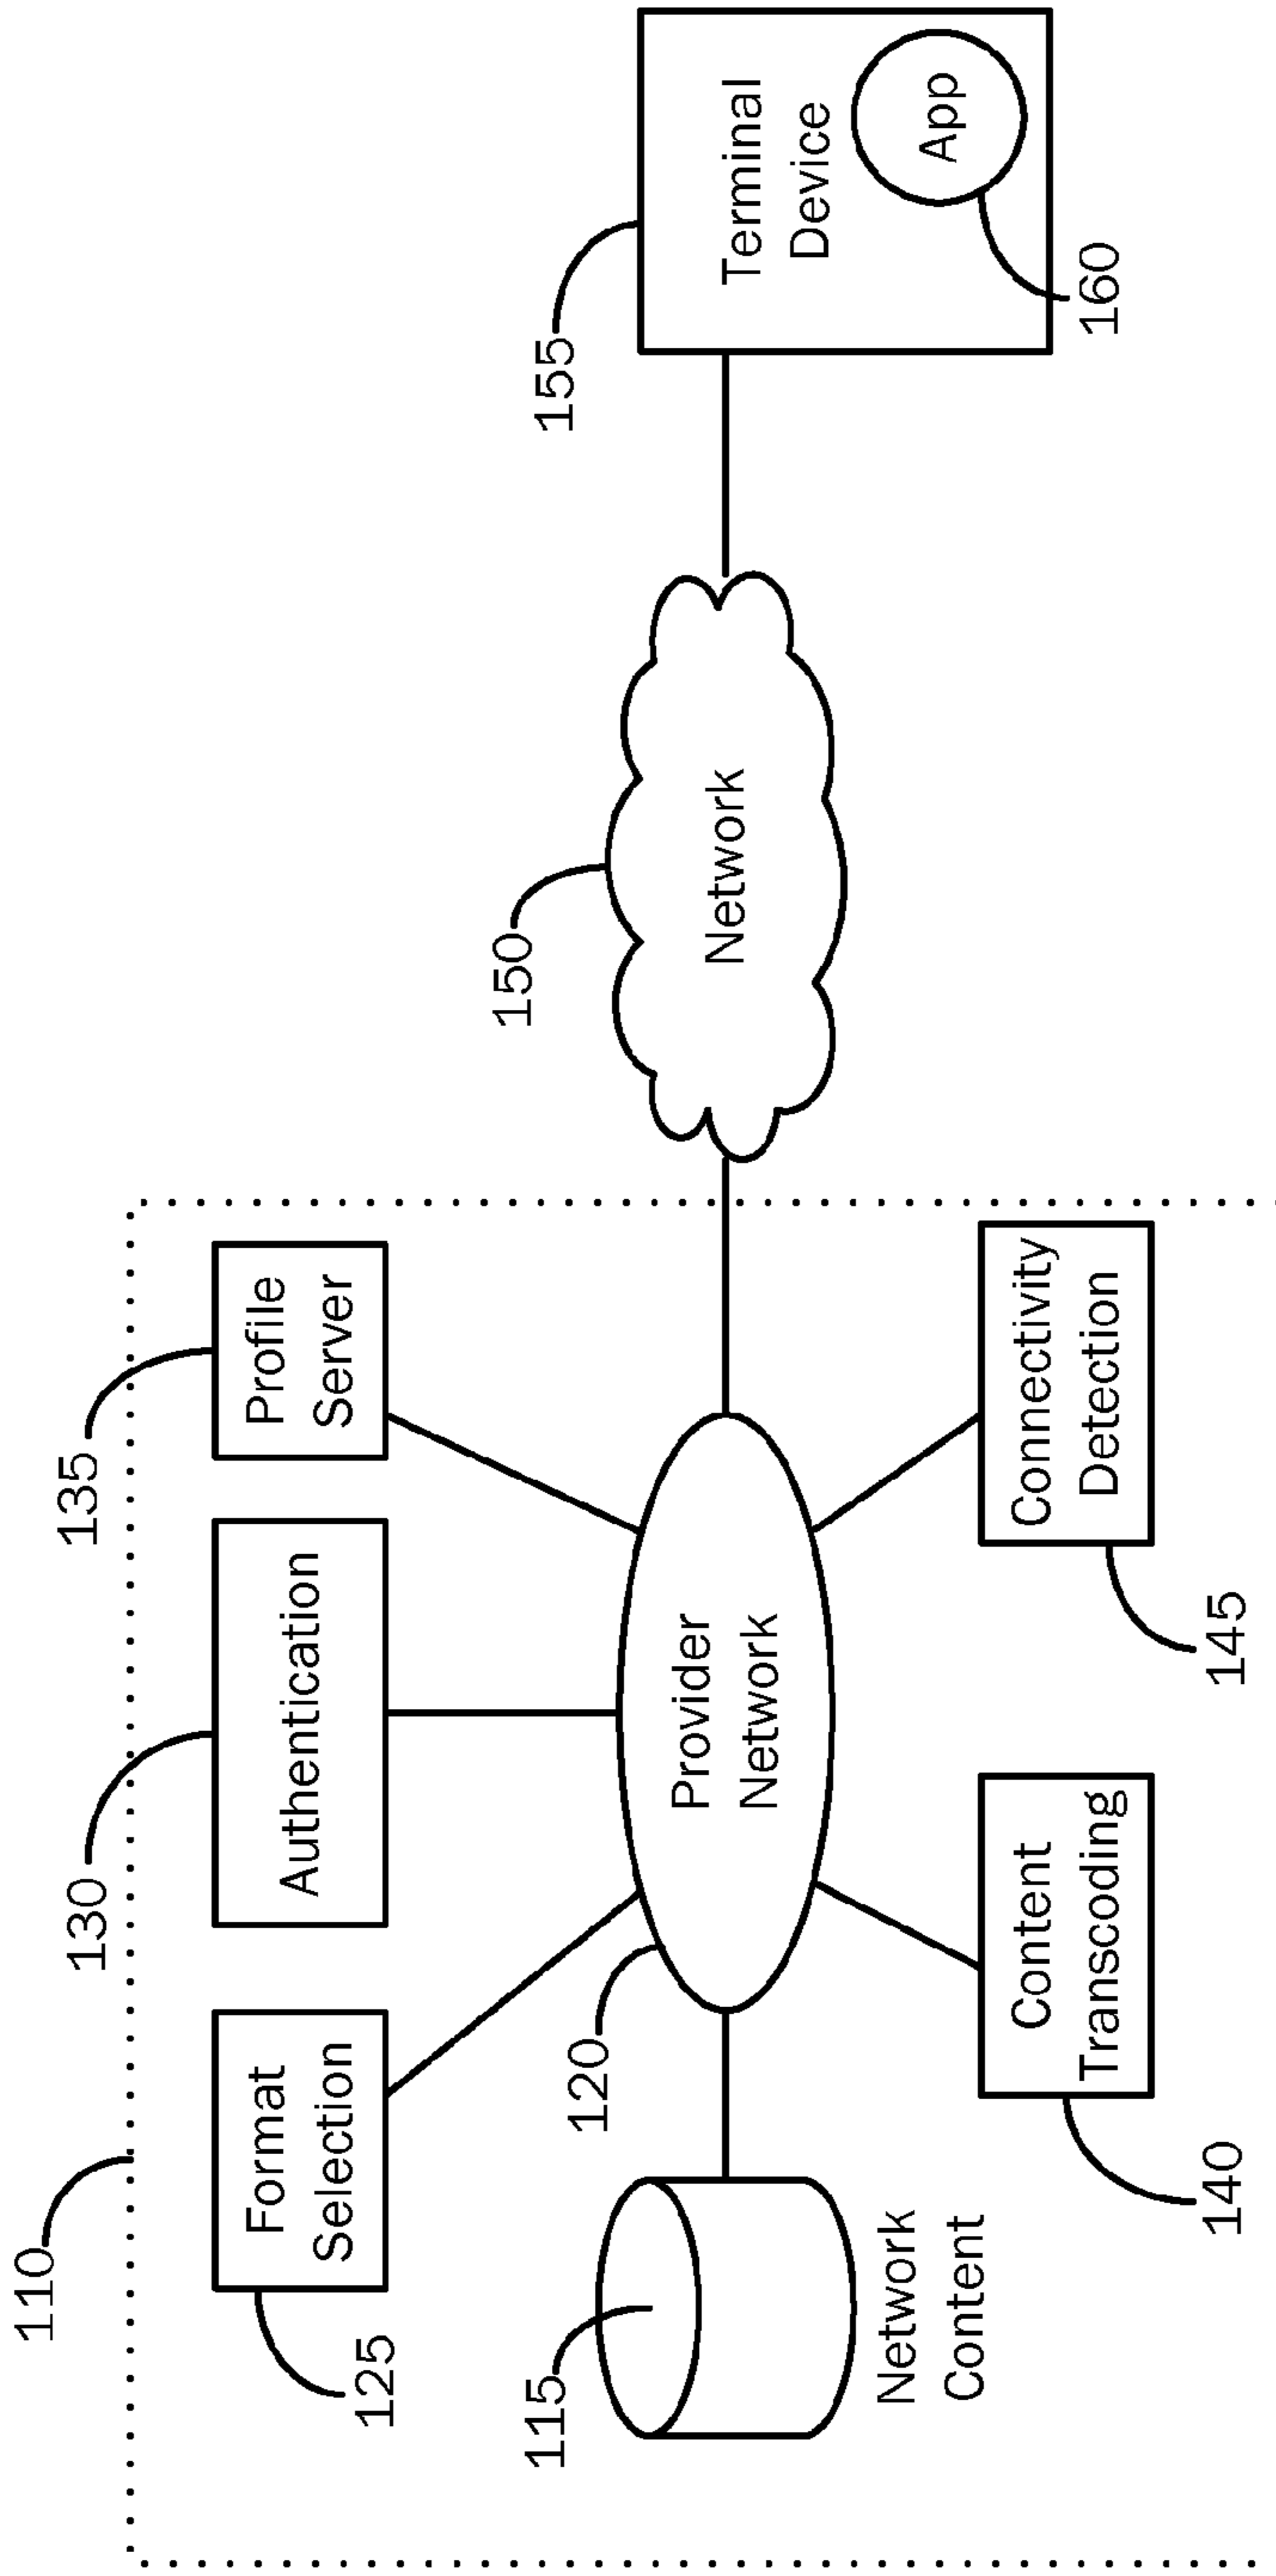 110
125
Format
Selection
130
Authentication
135
Profile
Server
115
Network
Content
120
Provider
Network
140
Content
Transcoding
145
Connectivity
Detection
150
Network
155
Terminal
Device
App
160